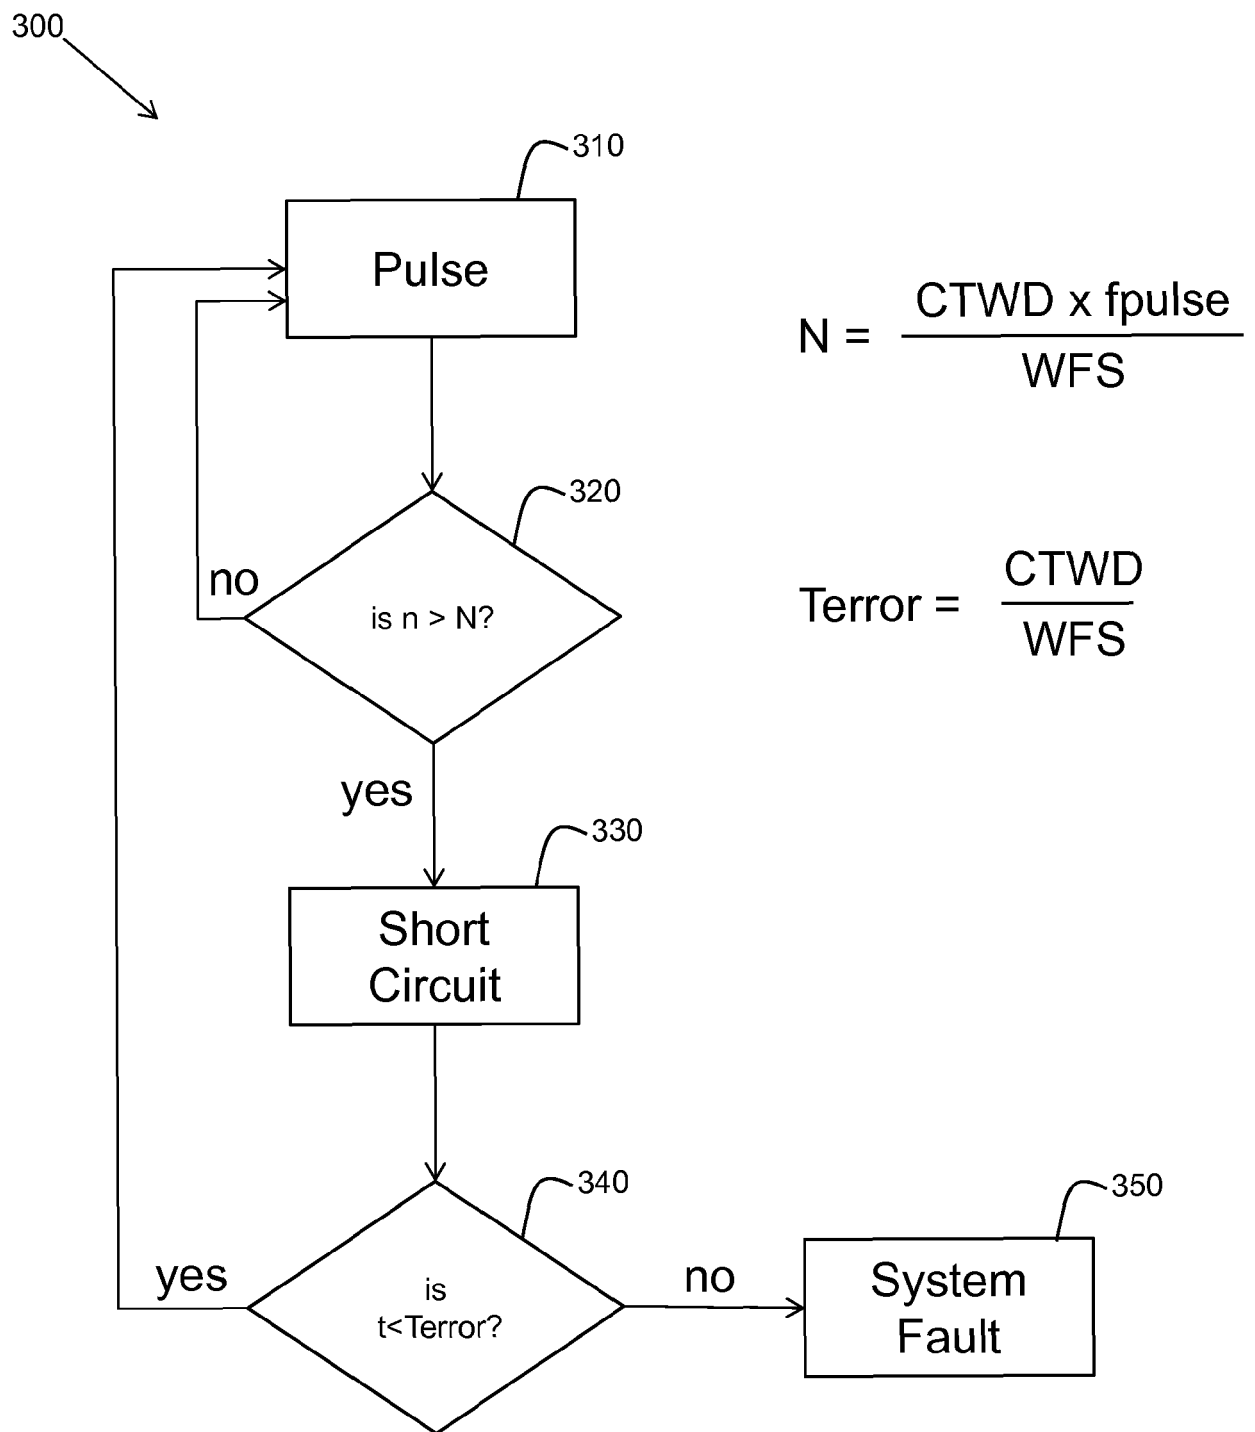 300
310
Pulse
N = CTWD x fpulse
WFS
320
no
is n > N?
Terror = CTWD
WFS
yes
330
Short
Circuit
340
350
yes
is
t<Terror?
no
System
Fault